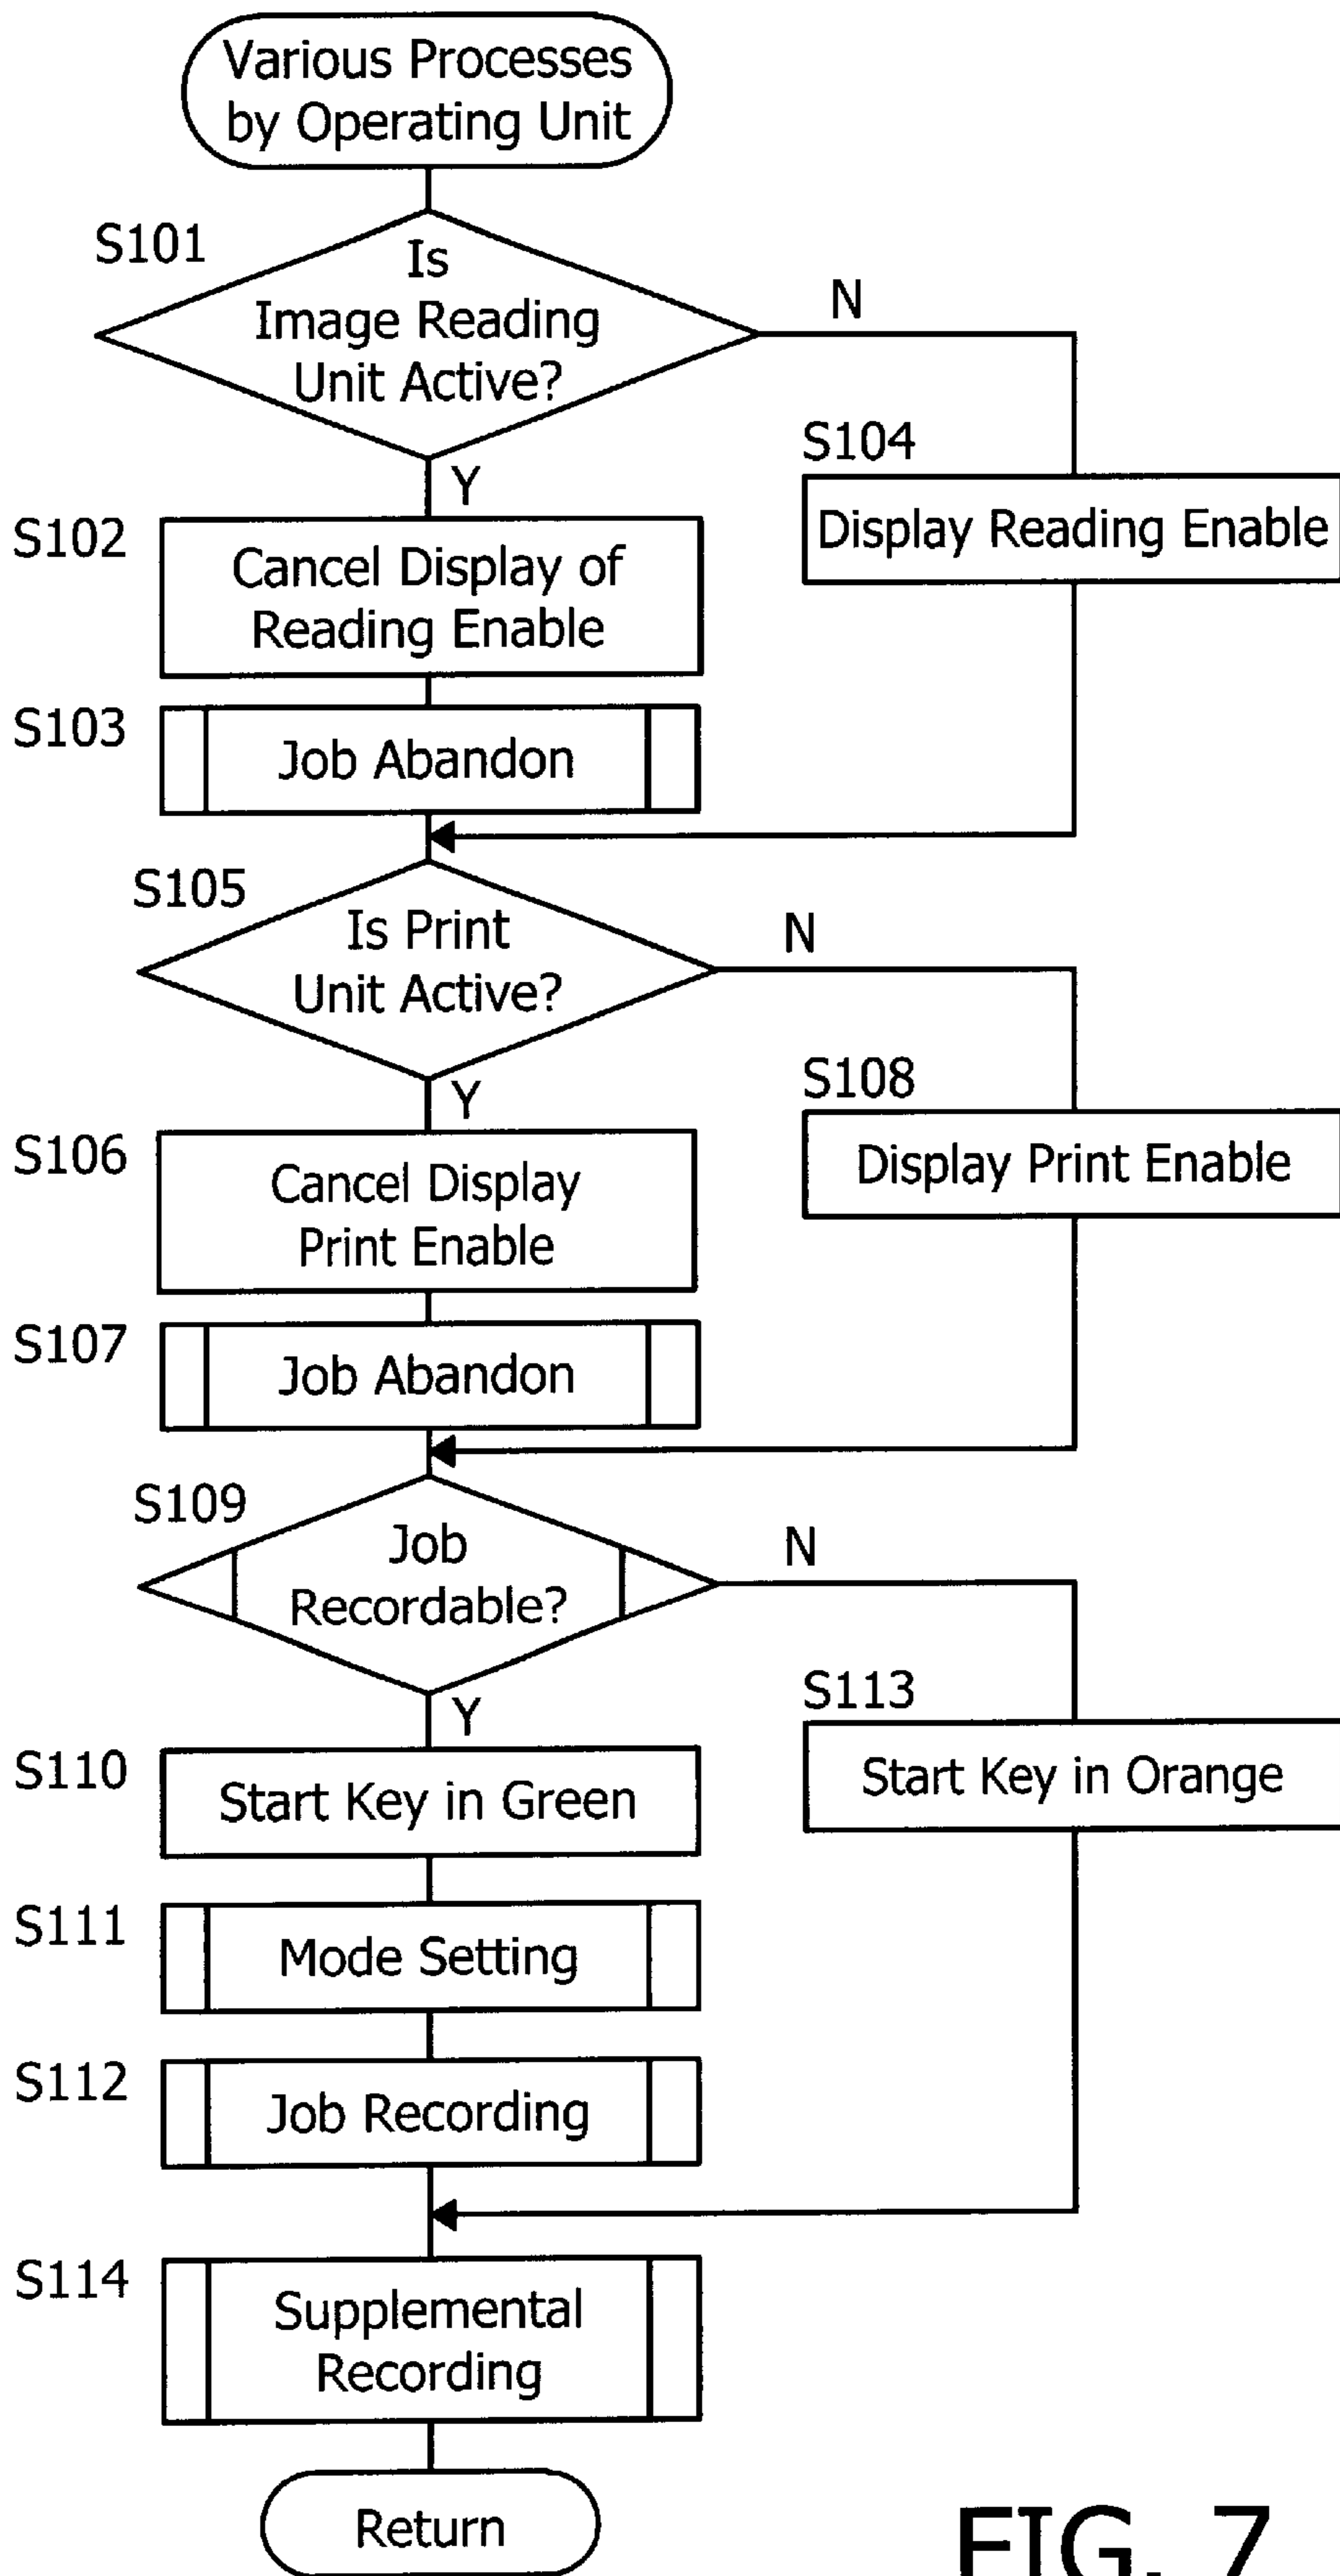 Various Processes
by Operating Unit
S101
Is
Image Reading
Unit Active?
N
Y
S104
Display Reading Enable
S102
Cancel Display of
Reading Enable
S103
Job Abandon
S105
Is Print
Unit Active?
N
Y
S108
Display Print Enable
S106
Cancel Display
Print Enable
S107
Job Abandon
S109
Job
Recordable?
N
Y
S113
Start Key in Orange
S110
Start Key in Green
S111
Mode Setting
S112
Job Recording
S114
Supplemental
Recording
Return
FIG. 7